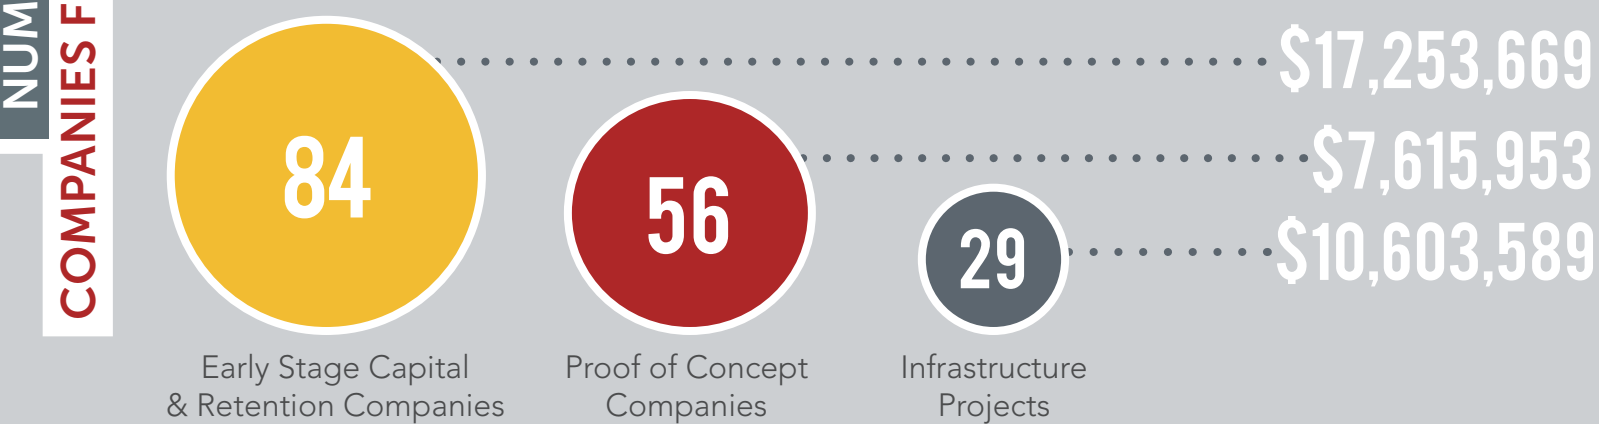 NUM
COMPANIES F
84
$17,253,669
56
$7,615,953
29
$10,603,589
Early Stage Capital
& Retention Companies
Proof of Concept
Companies
Infrastructure
Projects